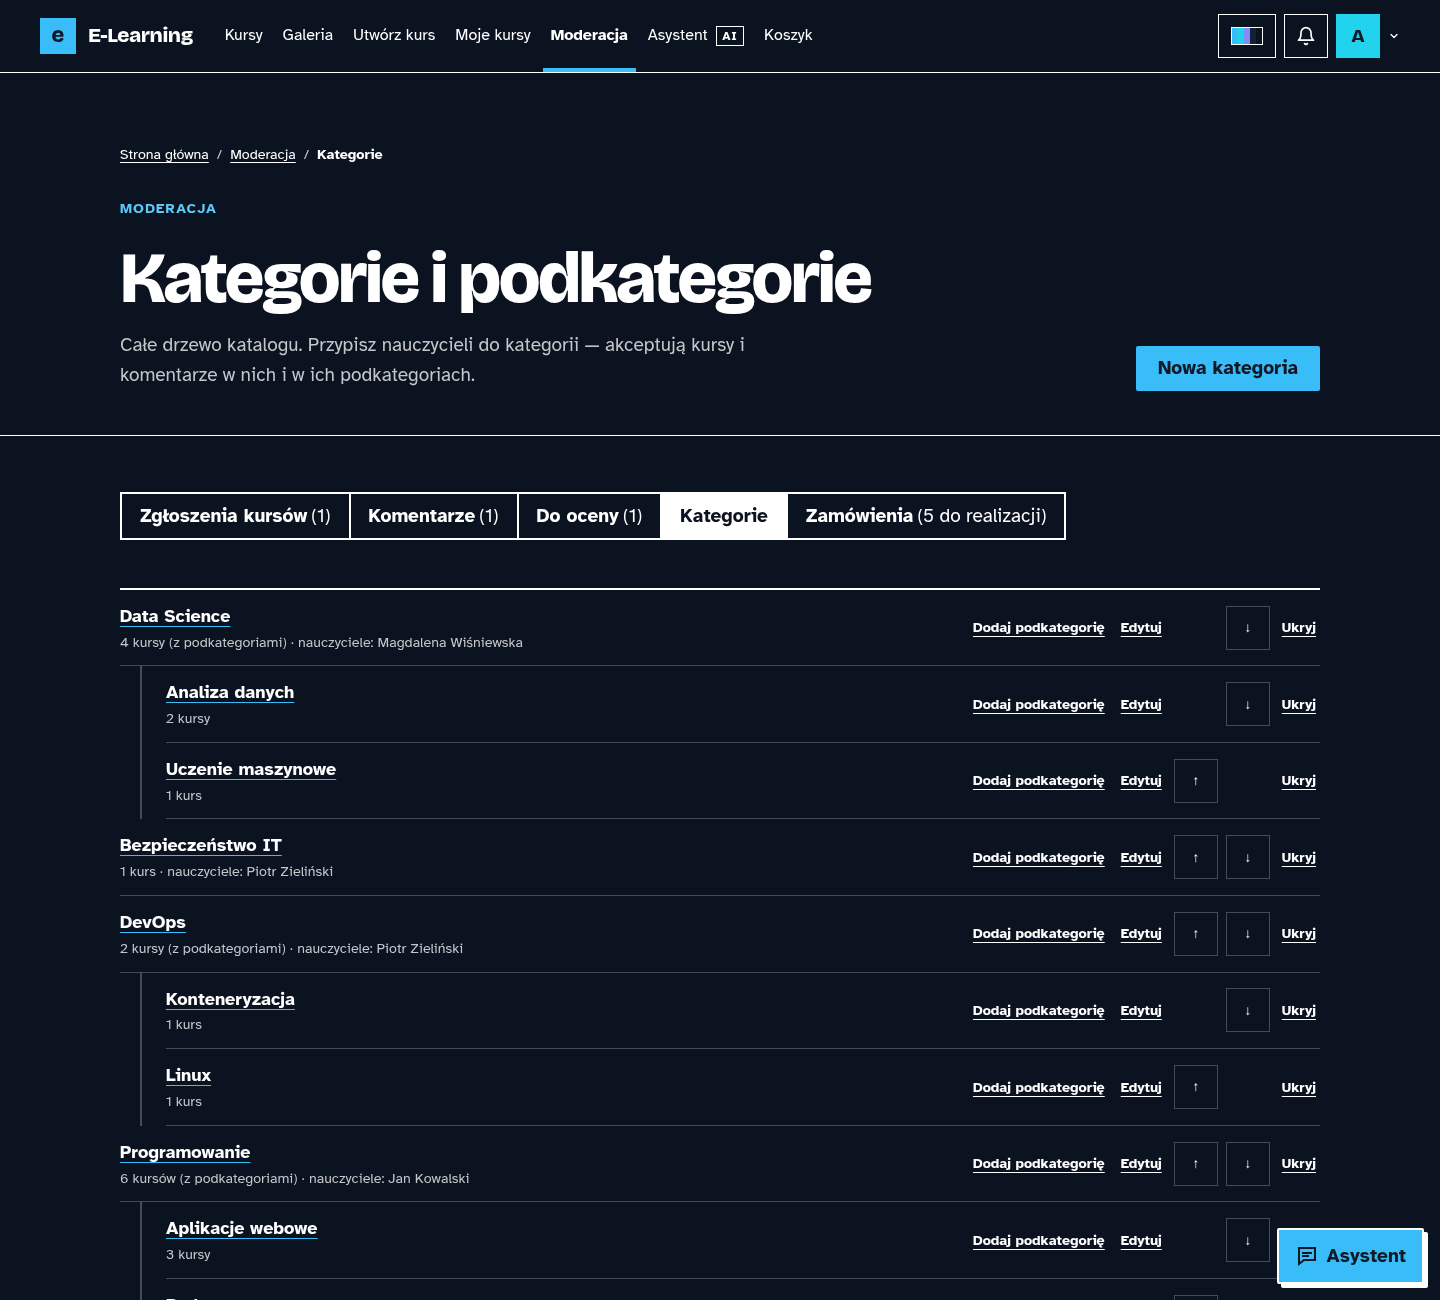 e E-Learning Kursy Galeria Utwórz kurs Moje kursy Moderacja Asystent AI Koszyk A
Strona główna / Moderacja / Kategorie
MODERACJA
Kategorie i podkategorie
Całe drzewo katalogu. Przypisz nauczycieli do kategorii — akceptują kursy i
komentarze w nich i w ich podkategoriach.
Nowa kategoria
Zgłoszenia kursów (1) Komentarze (1) Do oceny (1) Kategorie Zamówienia (5 do realizacji)
Data Science
4 kursy (z podkategoriami) · nauczyciele: Magdalena Wiśniewska
Dodaj podkategorię Edytuj ↓ Ukryj
Analiza danych
2 kursy
Dodaj podkategorię Edytuj ↓ Ukryj
Uczenie maszynowe
1 kurs
Dodaj podkategorię Edytuj ↑ Ukryj
Bezpieczeństwo IT
1 kurs · nauczyciele: Piotr Zieliński
Dodaj podkategorię Edytuj ↑ ↓ Ukryj
DevOps
2 kursy (z podkategoriami) · nauczyciele: Piotr Zieliński
Dodaj podkategorię Edytuj ↑ ↓ Ukryj
Konteneryzacja
1 kurs
Dodaj podkategorię Edytuj ↓ Ukryj
Linux
1 kurs
Dodaj podkategorię Edytuj ↑ Ukryj
Programowanie
6 kursów (z podkategoriami) · nauczyciele: Jan Kowalski
Dodaj podkategorię Edytuj ↑ ↓ Ukryj
Aplikacje webowe
3 kursy
Dodaj podkategorię Edytuj ↓
Asystent